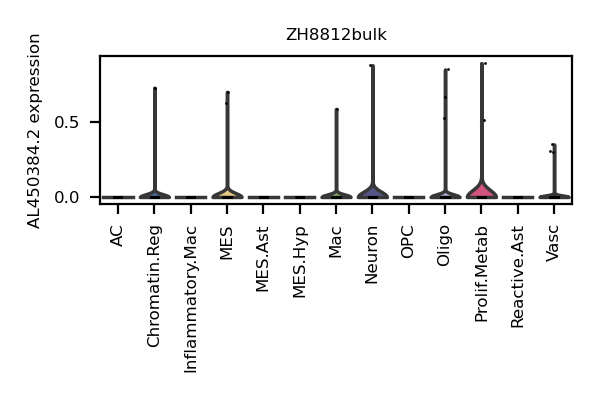 ZH8812bulk
AL450384.2 expression
0.5
0.0
AC
Chromatin.Reg
Inflammatory.Mac
MES
MES.Ast
MES.Hyp
Mac
Neuron
OPC
Oligo
Prolif.Metab
Reactive.Ast
Vasc